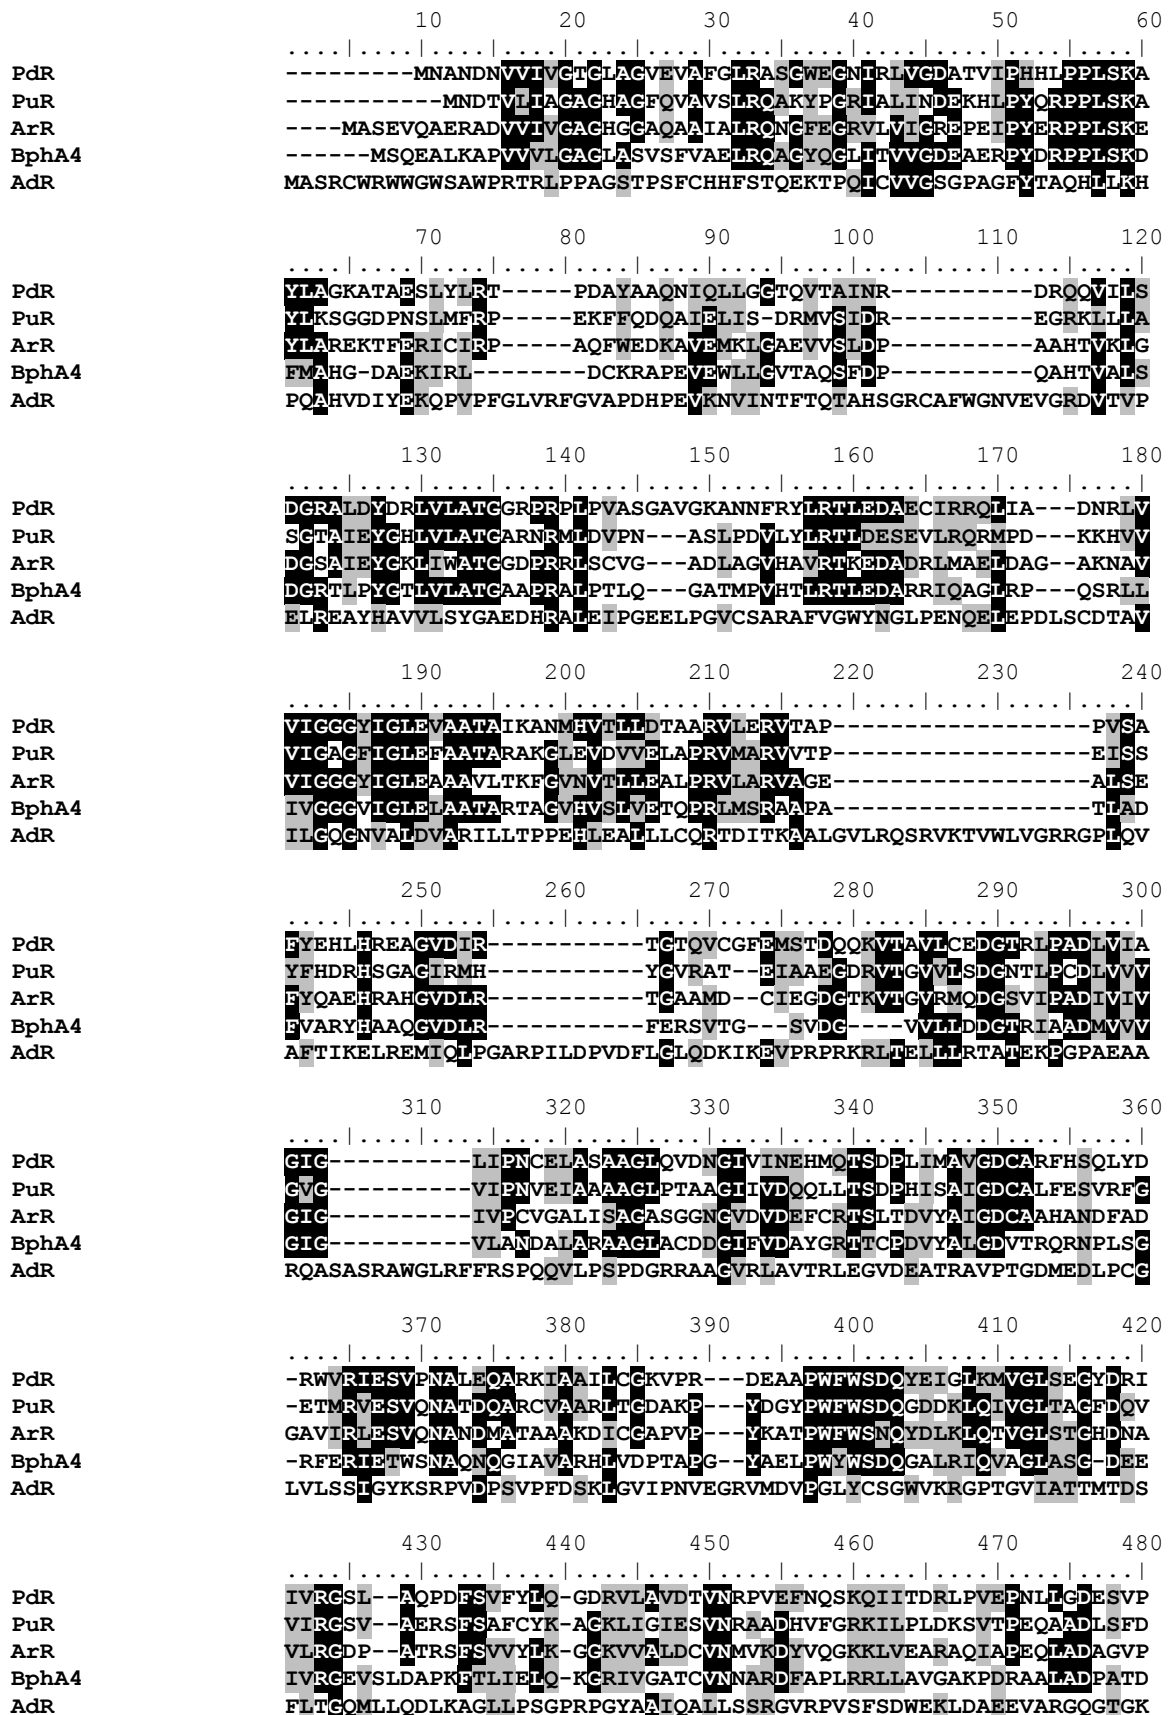 10 20 30 40 50 60
....|....|....|....|....|....|....|....|....|....|....|....|
PdR ---------MNANDNVVIVGTGLAGVEVAFGLRASGWEGNIRLVGDATVIPHHLPPLSKA
PuR -----------MNDTVLIAGAGHAGFQVAVSLRQAKYPGRIALINDEKHLPYQRPPLSKA
ArR ----MASEVQAERADVVIVGAGHGGAQAAIALRQNGFEGRVLVIGREPEIPYERPPLSKE
BphA4 ------MSQEALKAPVVVLGAGLASVSFVAELRQAGYQGLITVVGDEAERPYDRPPLSKD
AdR MASRCWRWWGWSAWPRTRLPPAGSTPSFCHHFSTQEKTPQICVVGSGPAGFYTAQHLLKH
70 80 90 100 110 120
....|....|....|....|....|....|....|....|....|....|....|....|
PdR YLAGKATAESLYLRT-----PDAYAAQNIQLLGGTQVTAINR----------DRQQVILS
PuR YLKSGGDPNSLMFRP-----EKFFQDQAIELIS-DRMVSIDR----------EGRKLLLA
ArR YLAREKTFERICIRP-----AQFWEDKAVEMKLGAEVVSLDP----------AAHTVKLG
BphA4 FMAHG-DAEKIRL--------DCKRAPEVEWLLGVTAQSFDP----------QAHTVALS
AdR PQAHVDIYEKQPVPFGLVRFGVAPDHPEVKNVINTFTQTAHSGRCAFWGNVEVGRDVTVP
130 140 150 160 170 180
....|....|....|....|....|....|....|....|....|....|....|....|
PdR DGRALDYDRLVLATGGRPRPLPVASGAVGKANNFRYLRTLEDAECIRRQLIA---DNRLV
PuR SGTAIEYGHLVLATGARNRMLDVPN---ASLPDVLYLRTLDESEVLRQRMPD---KKHVV
ArR DGSAIEYGKLIWATGGDPRRLSCVG---ADLAGVHAVRTKEDADRLMAELDAG--AKNAV
BphA4 DGRTLPYGTLVLATGAAPRALPTLQ---GATMPVHTLRTLEDARRIQAGLRP---QSRLL
AdR ELREAYHAVVLSYGAEDHRALEIPGEELPGVCSARAFVGWYNGLPENQELEPDLSCDTAV
190 200 210 220 230 240
....|....|....|....|....|....|....|....|....|....|....|....|
PdR VIGGGYIGLEVAATAIKANMHVTLLDTAARVLERVTAP------------------PVSA
PuR VIGAGFIGLEFAATARAKGLEVDVVELAPRVMARVVTP------------------EISS
ArR VIGGGYIGLEAAAVLTKFGVNVTLLEALPRVLARVAGE------------------ALSE
BphA4 IVGGGVIGLELAATARTAGVHVSLVETQPRLMSRAAPA------------------TLAD
AdR ILGQGNVALDVARILLTPPEHLEALLLCQRTDITKAALGVLRQSRVKTVWLVGRRGPLQV
250 260 270 280 290 300
....|....|....|....|....|....|....|....|....|....|....|....|
PdR FYEHLHREAGVDIR-----------TGTQVCGFEMSTDQQKVTAVLCEDGTRLPADLVIA
PuR YFHDRHSGAGIRMH-----------YGVRAT--EIAAEGDRVTGVVLSDGNTLPCDLVVV
ArR FYQAEHRAHGVDLR-----------TGAAMD--CIEGDGTKVTGVRMQDGSVIPADIVIV
BphA4 FVARYHAAQGVDLR-----------FERSVTG---SVDG----VVLLDDGTRIAADMVVV
AdR AFTIKELREMIQLPGARPILDPVDFLGLQDKIKEVPRPRKRLTELLLRTATEKPGPAEAA
310 320 330 340 350 360
....|....|....|....|....|....|....|....|....|....|....|....|
PdR GIG----------LIPNCELASAAGLQVDNGIVINEHMQTSDPLIMAVGDCARFHSQLYD
PuR GVG----------VIPNVEIAAAAGLPTAAGIIVDQQLLTSDPHISAIGDCALFESVRFG
ArR GIG----------IVPCVGALISAGASGGNGVDVDEFCRTSLTDVYAIGDCAAHANDFAD
BphA4 GIG----------VLANDALARAAGLACDDGIFVDAYGRTTCPDVYALGDVTRQRNPLSG
AdR RQASASRAWGLRFFRSPQQVLPSPDGRRAAGVRLAVTRLEGVDEATRAVPTGDMEDLPCG
370 380 390 400 410 420
....|....|....|....|....|....|....|....|....|....|....|....|
PdR -RWVRIESVPNALEQARKIAAILCGKVPR---DEAAPWFWSDQYEIGLKMVGLSEGYDRI
PuR -ETMRVESVQNATDQARCVAARLTGDAKP---YDGYPWFWSDQGDDKLQIVGLTAGFDQV
ArR GAVIRLESVQNANDMATAAAKDICGAPVP---YKATPWFWSNQYDLKLQTVGLSTGHDNA
BphA4 -RFERIETWSNAQNQGIAVARHLVDPTAPG--YAELPWYWSDQGALRIQVAGLASG-DEE
AdR LVLSSIGYKSRPVDPSVPFDSKLGVIPNVEGRVMDVPGLYCSGWVKRGPTGVIATTMTDS
430 440 450 460 470 480
....|....|....|....|....|....|....|....|....|....|....|....|
PdR IVRGSL--AQPDFSVFYLQ-GDRVLAVDTVNRPVEFNQSKQIITDRLPVEPNLLGDESVP
PuR VIRGSV--AERSFSAFCYK-AGKLIGIESVNRAADHVFGRKILPLDKSVTPEQAADLSFD
ArR VLRGDP--ATRSFSVVYLK-GGKVVALDCVNMVKDYVQGKKLVEARAQIAPEQLADAGVP
BphA4 IVRGEVSLDAPKFTLIELQ-KGRIVGATCVNNARDFAPLRRLLAVGAKPDRAALADPATD
AdR FLTGQMLLQDLKAGLLPSGPRPGYAAIQALLSSRGVRPVSFSDWEKLDAEEVARGQGTGK